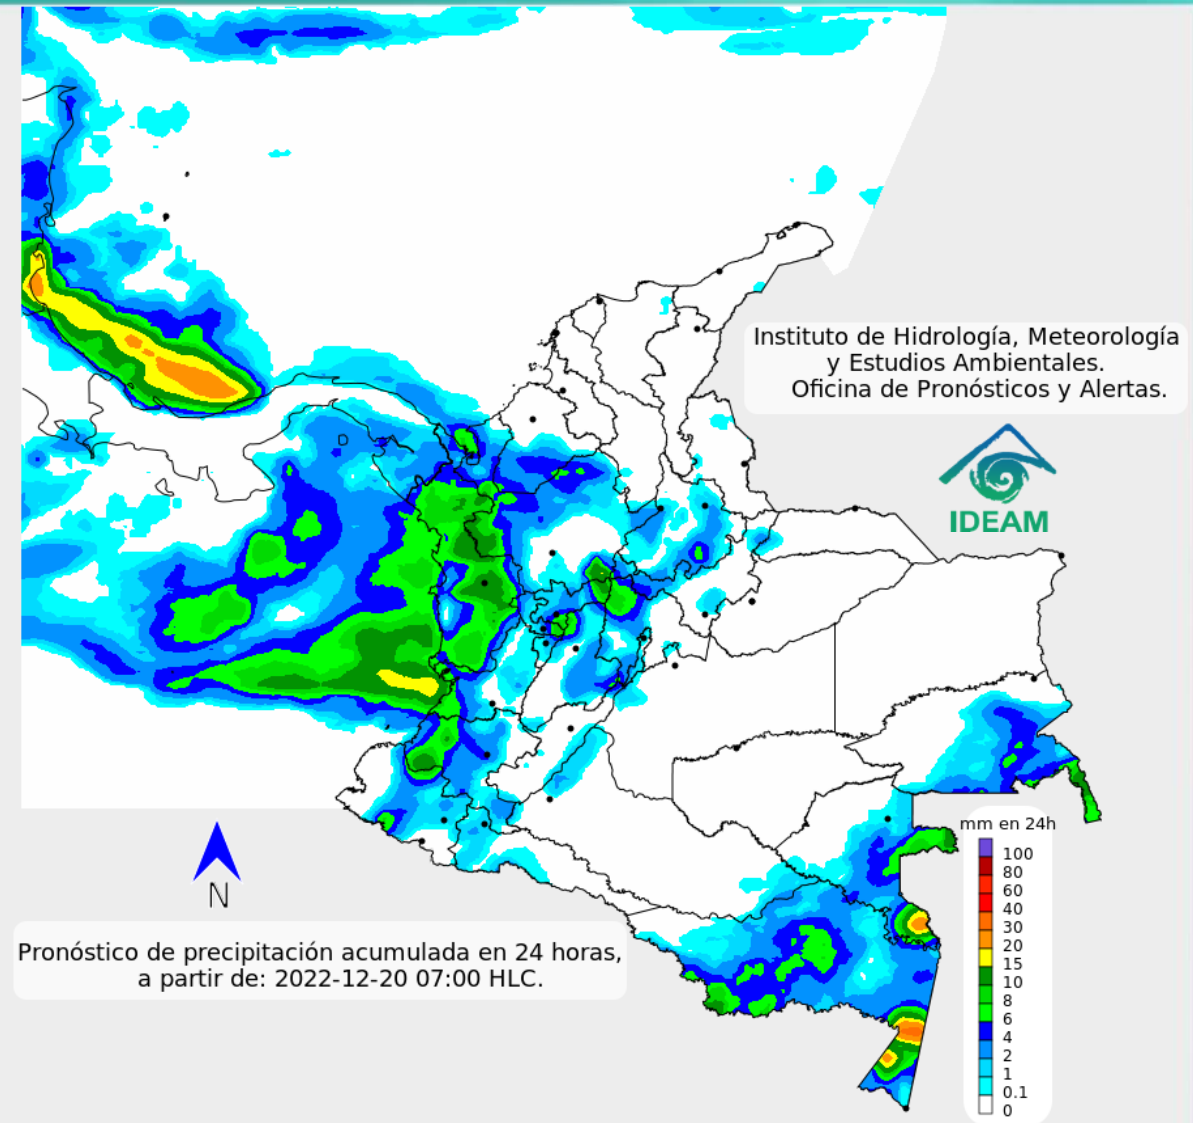 Instituto de Hidrología, Meteorología
y Estudios Ambientales.
Oficina de Pronósticos y Alertas.
IDEAM
mm en 24h
100
80
60
40
30
20
15
10
8
6
4
2
1
0.1
0
N
Pronóstico de precipitación acumulada en 24 horas,
a partir de: 2022-12-20 07:00 HLC.